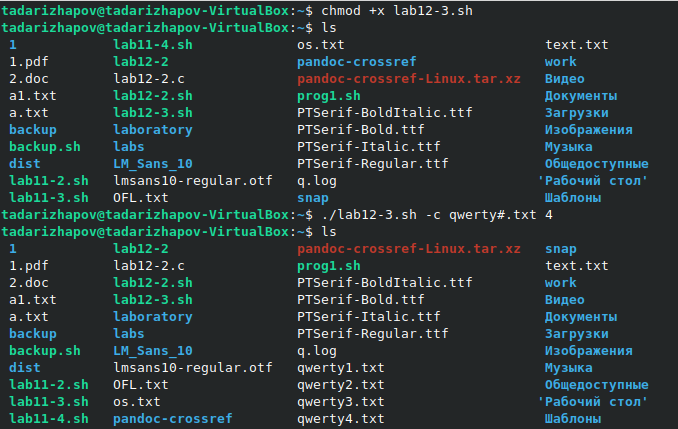 tadarizhapov@tadarizhapov-VirtualBox:~$ chmod +x lab12-3.sh
tadarizhapov@tadarizhapov-VirtualBox:~$ ls
1 lab11-4.sh os.txt text.txt
1.pdf lab12-2 pandoc-crossref work
2.doc lab12-2.c pandoc-crossref-Linux.tar.xz Видео
a1.txt lab12-2.sh prog1.sh Документы
a.txt lab12-3.sh PTSerif-BoldItalic.ttf Загрузки
backup laboratory PTSerif-Bold.ttf Изображения
backup.sh labs PTSerif-Italic.ttf Музыка
dist LM_Sans_10 PTSerif-Regular.ttf Общедоступные
lab11-2.sh lmsans10-regular.otf q.log 'Рабочий стол'
lab11-3.sh OFL.txt snap Шаблоны
tadarizhapov@tadarizhapov-VirtualBox:~$ ./lab12-3.sh -c qwerty#.txt 4
tadarizhapov@tadarizhapov-VirtualBox:~$ ls
1 lab12-2 pandoc-crossref-Linux.tar.xz snap
1.pdf lab12-2.c prog1.sh text.txt
2.doc lab12-2.sh PTSerif-BoldItalic.ttf work
a1.txt lab12-3.sh PTSerif-Bold.ttf Видео
a.txt laboratory PTSerif-Italic.ttf Документы
backup labs PTSerif-Regular.ttf Загрузки
backup.sh LM_Sans_10 q.log Изображения
dist lmsans10-regular.otf qwerty1.txt Музыка
lab11-2.sh OFL.txt qwerty2.txt Общедоступные
lab11-3.sh os.txt qwerty3.txt 'Рабочий стол'
lab11-4.sh pandoc-crossref qwerty4.txt Шаблоны